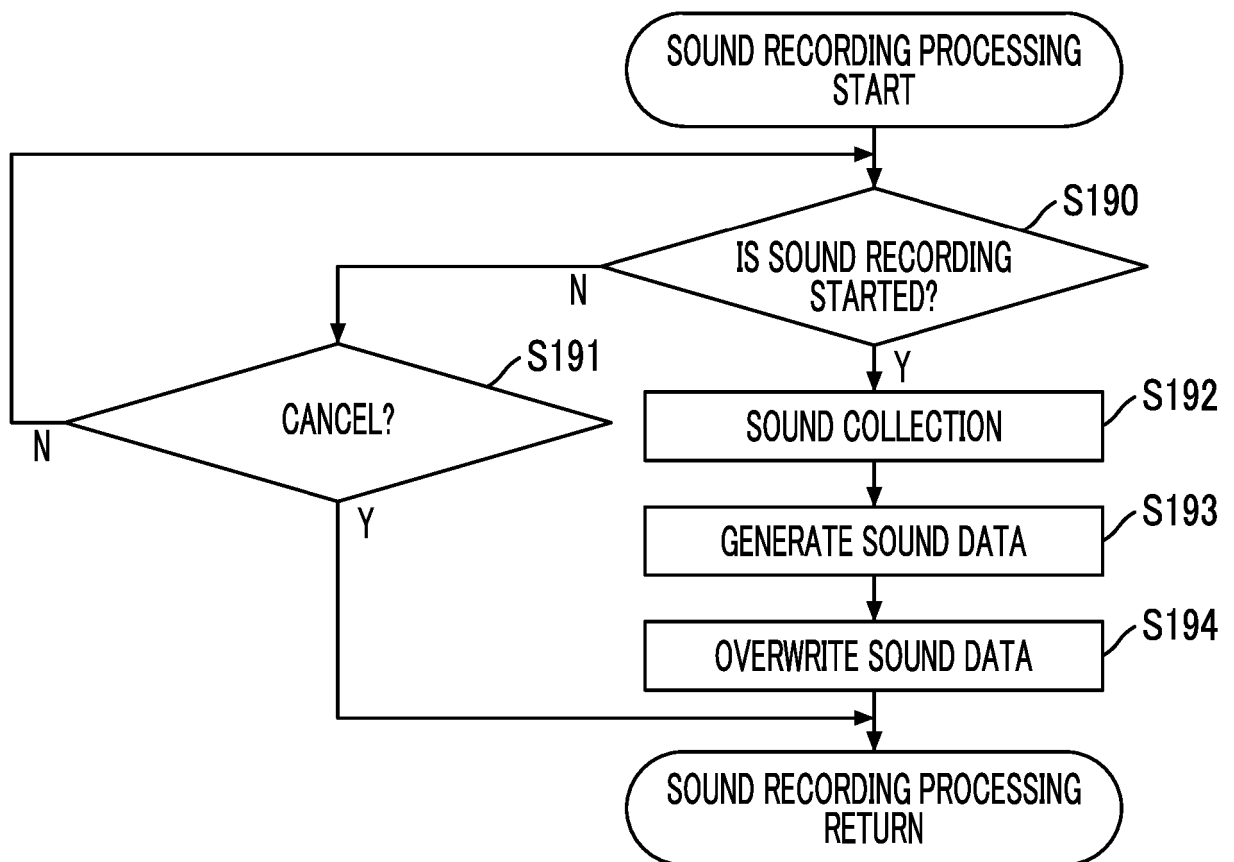 SOUND RECORDING PROCESSING
START
S190
IS SOUND RECORDING
STARTED?
N
Y
S191
CANCEL?
N
Y
S192
SOUND COLLECTION
S193
GENERATE SOUND DATA
S194
OVERWRITE SOUND DATA
SOUND RECORDING PROCESSING
RETURN